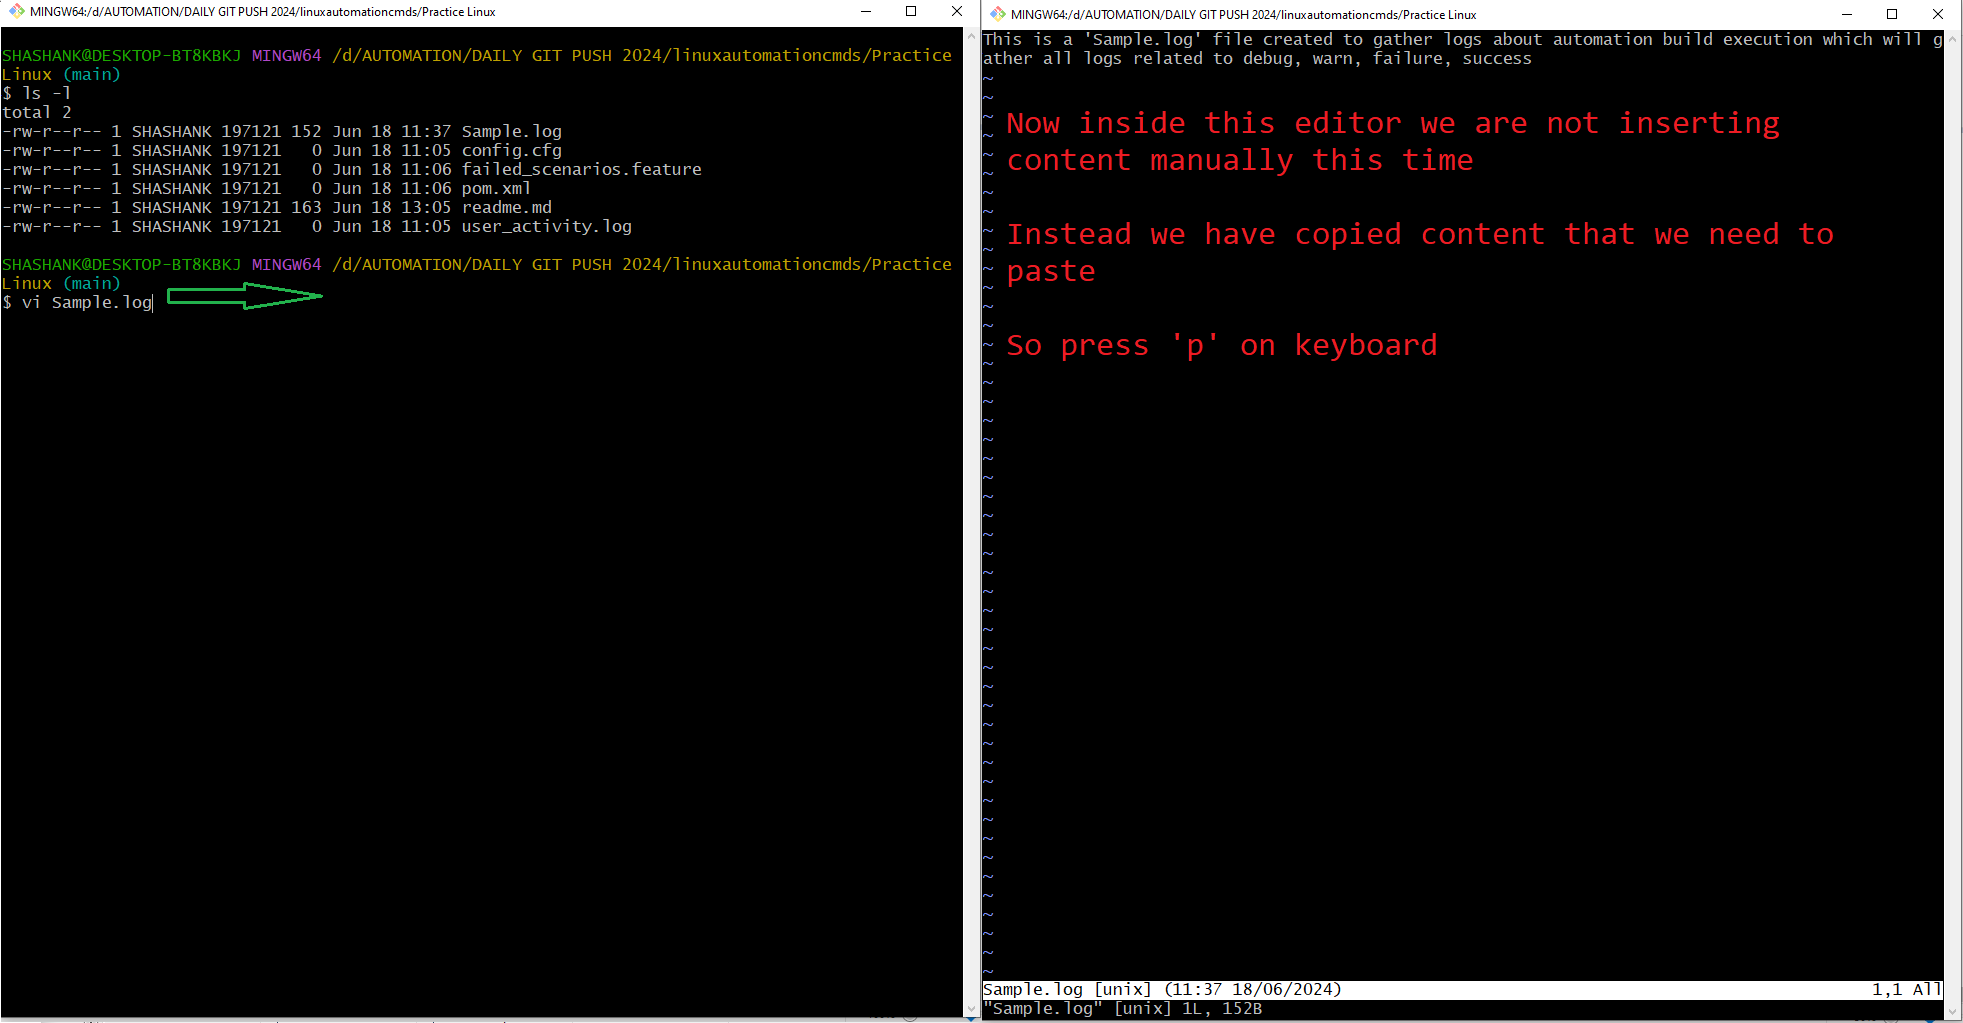 MINGW64:/d/AUTOMATION/DAILY GIT PUSH 2024/linuxautomationcmds/Practice Linux
SHASHANK@DESKTOP-BT8KBKJ MINGW64 /d/AUTOMATION/DAILY GIT PUSH 2024/linuxautomationcmds/Practice
Linux (main)
$ ls -l
total 2
-rw-r--r-- 1 SHASHANK 197121 152 Jun 18 11:37 Sample.log
-rw-r--r-- 1 SHASHANK 197121   0 Jun 18 11:05 config.cfg
-rw-r--r-- 1 SHASHANK 197121   0 Jun 18 11:06 failed_scenarios.feature
-rw-r--r-- 1 SHASHANK 197121   0 Jun 18 11:06 pom.xml
-rw-r--r-- 1 SHASHANK 197121 163 Jun 18 13:05 readme.md
-rw-r--r-- 1 SHASHANK 197121   0 Jun 18 11:05 user_activity.log
SHASHANK@DESKTOP-BT8KBKJ MINGW64 /d/AUTOMATION/DAILY GIT PUSH 2024/linuxautomationcmds/Practice
Linux (main)
$ vi Sample.log
MINGW64:/d/AUTOMATION/DAILY GIT PUSH 2024/linuxautomationcmds/Practice Linux
This is a 'Sample.log' file created to gather logs about automation build execution which will g
ather all logs related to debug, warn, failure, success
Now inside this editor we are not inserting
content manually this time
Instead we have copied content that we need to
paste
So press 'p' on keyboard
Sample.log [unix] (11:37 18/06/2024) 1,1 All
"Sample.log" [unix] 1L, 152B